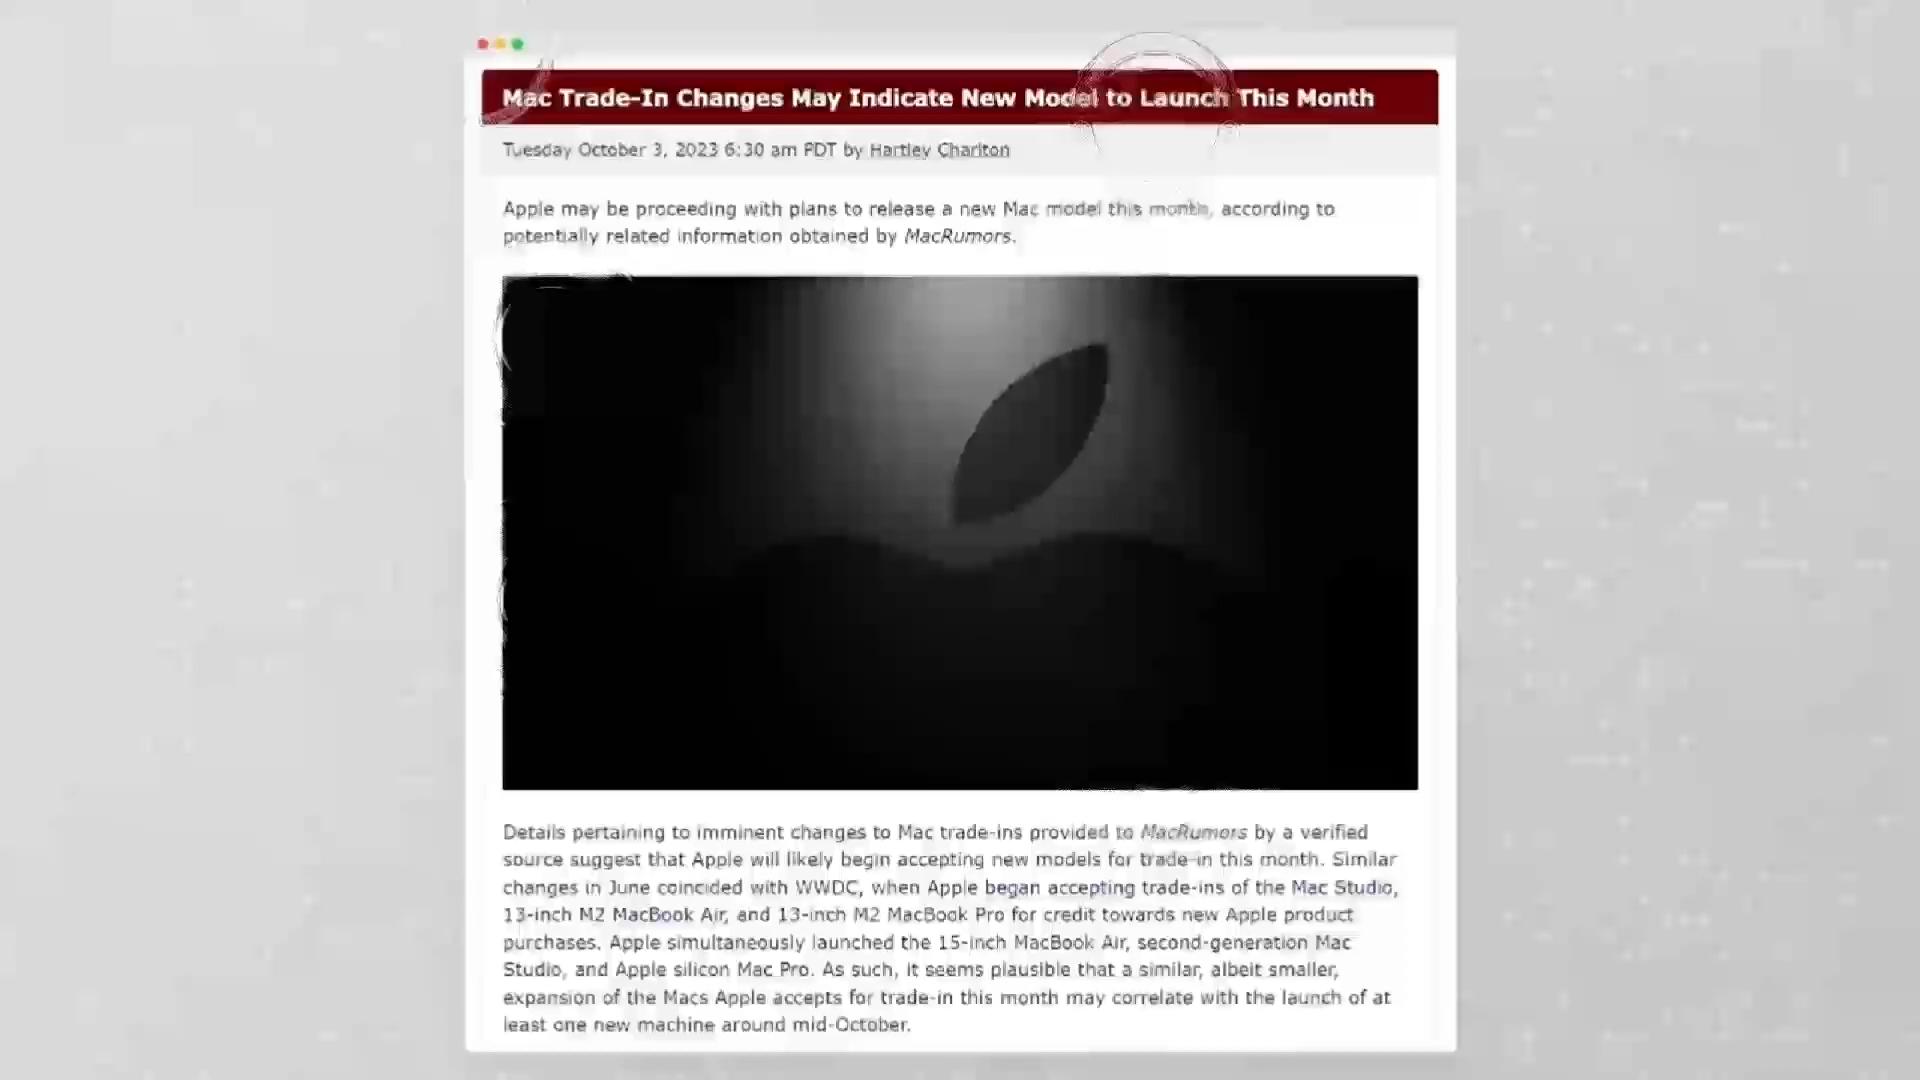 Mac Trade-In Changes May Indicate New Model to Launch This Month
Tuesday October 3, 2023 6:30 am PDT by Hartley Charlton
Apple may be proceeding with plans to release a new Mac model this month, according to
potentially related information obtained by MacRumors.
Details pertaining to imminent changes to Mac trade-ins provided to MacRumors by a verified
source suggest that Apple will likely begin accepting new models for trade-in this month. Similar
changes in June coincided with WWDC, when Apple began accepting trade-ins of the Mac Studio,
13-inch M2 MacBook Air, and 13-inch M2 MacBook Pro for credit towards new Apple product
purchases. Apple simultaneously launched the 15-inch MacBook Air, second-generation Mac
Studio, and Apple silicon Mac Pro. As such, it seems plausible that a similar, albeit smaller,
expansion of the Macs Apple accepts for trade-in this month may correlate with the launch of at
least one new machine around mid-October.